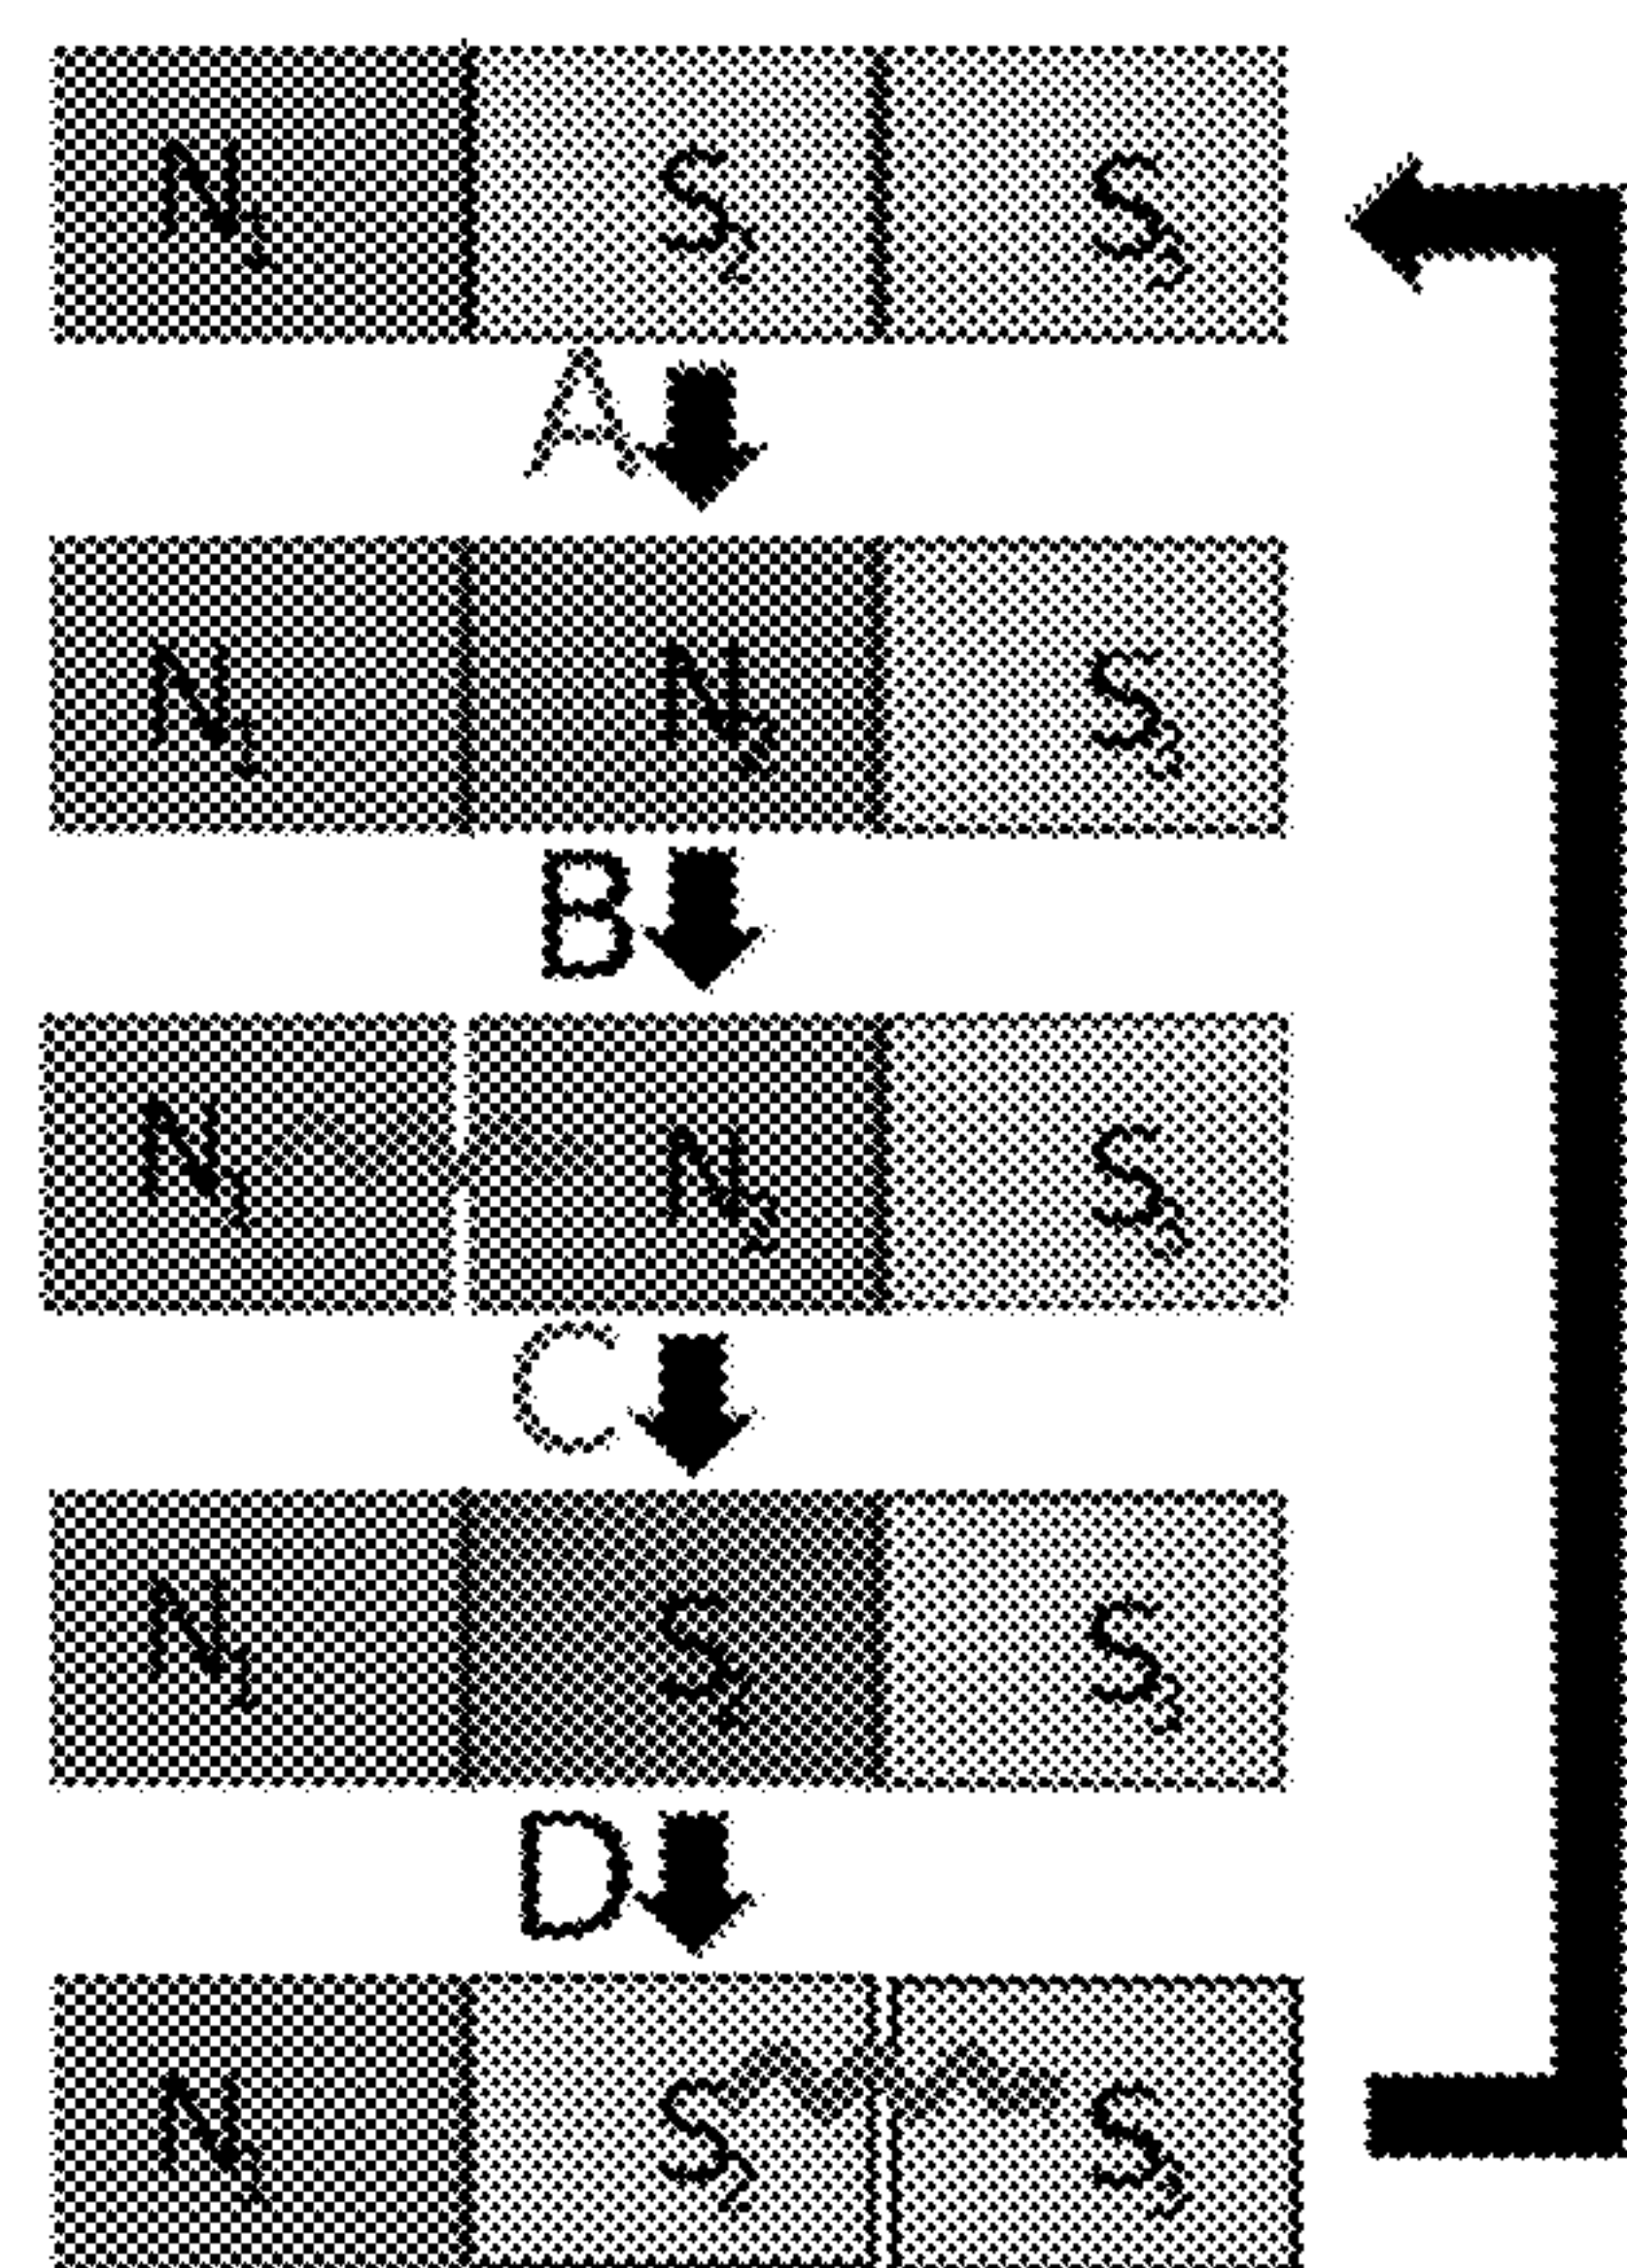 N₁ S₂ S₃
A
N₁ N₂ S₃
B
N₁ N₂ S₃
C
N₁ S₂ S₃
D
N₁ S₂ S₃